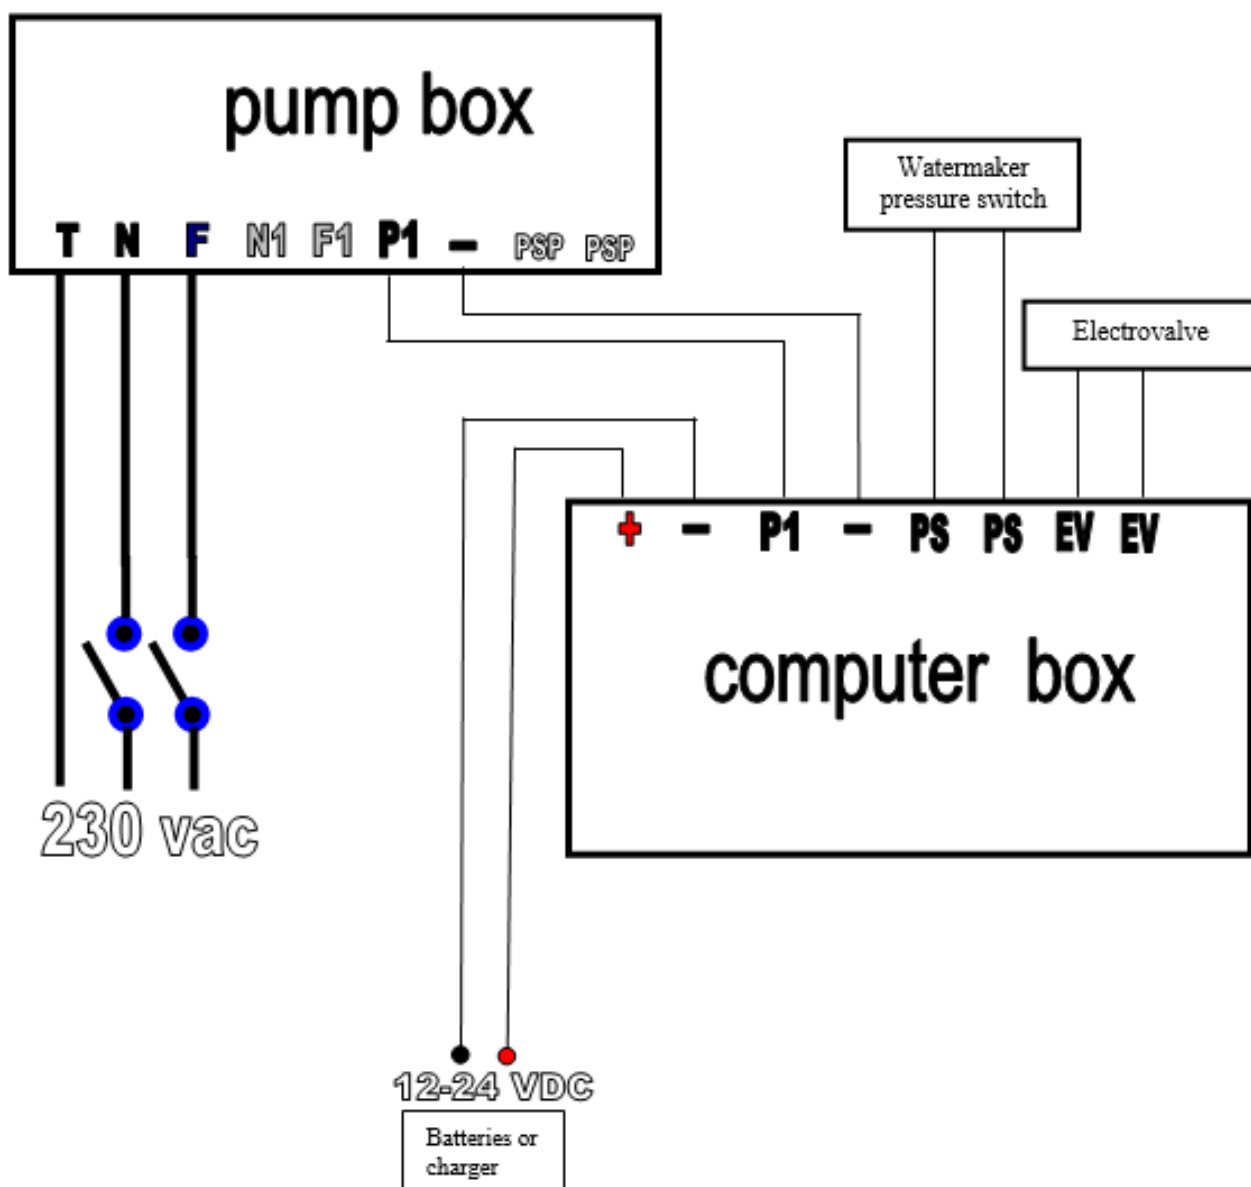 pump box
T N F N1 F1 P1 - PSP PSP
Watermaker
pressure switch
Electrovalve
+ - P1 - PS PS EV EV
computer box
230 vac
12-24 VDC
Batteries or
charger